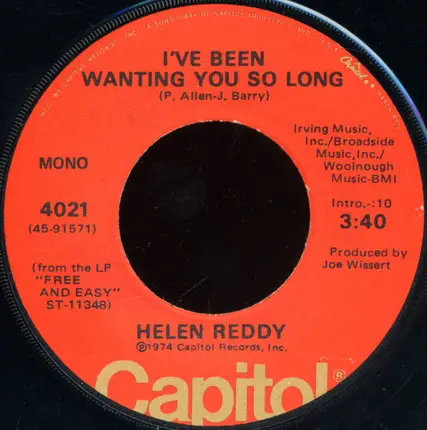 I'VE BEEN
WANTING YOU SO LONG
(P. Allen-J. Barry)
Irving Music,
Inc./Broadside
Music,Inc./
Woolnough
Music-BMI
MONO
4021
(45-91571)
Intro.-:10
3:40
Produced by
Joe Wissert
(from the LP
"FREE
AND EASY"
ST-11348)
HELEN REDDY
℗1974 Capitol Records, Inc.
Capitol®